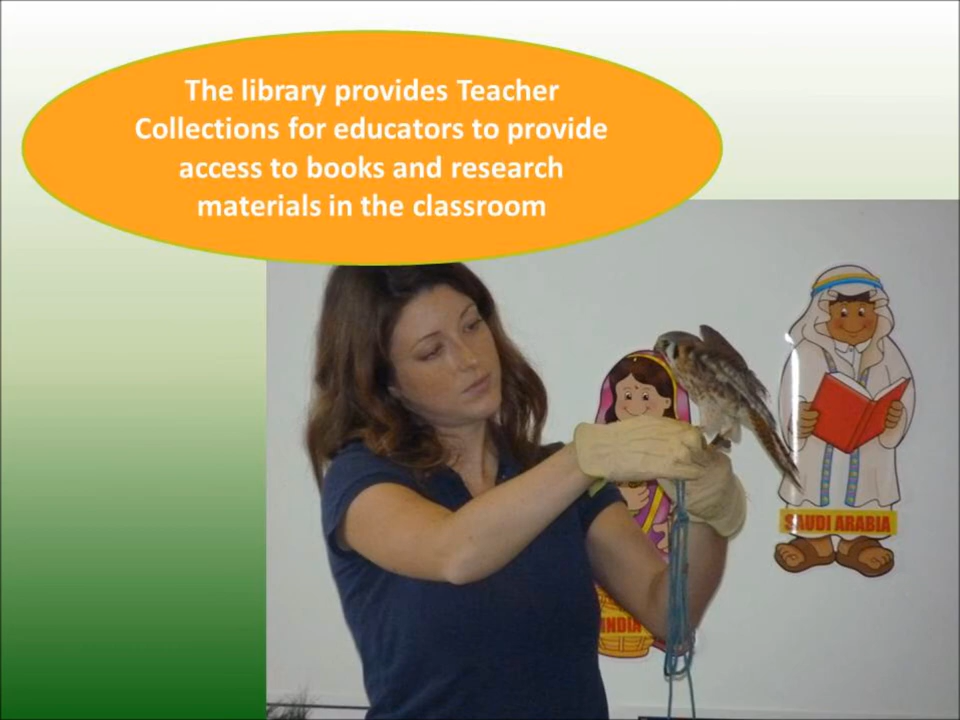 The library provides Teacher
Collections for educators to provide
access to books and research
materials in the classroom
SAUDI ARABIA
INDIA